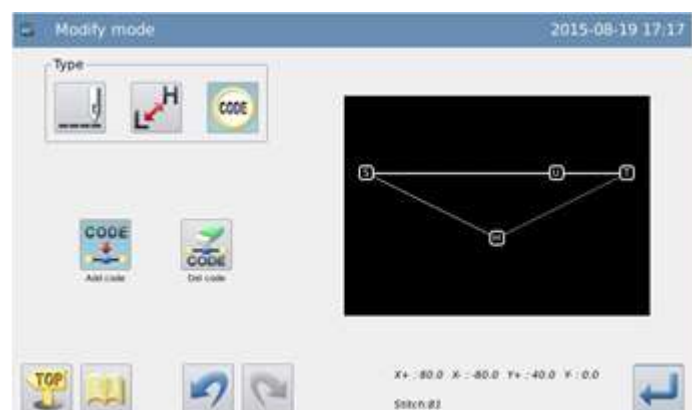 Modify mode
2015-08-19 17:17
Type
H
L
CODE
S
U
T
H
CODE
Add code
CODE
Del code
TOP
X+ : 80.0 X- : -80.0 Y+ : 40.0 Y- : 0.0
Stitch:81